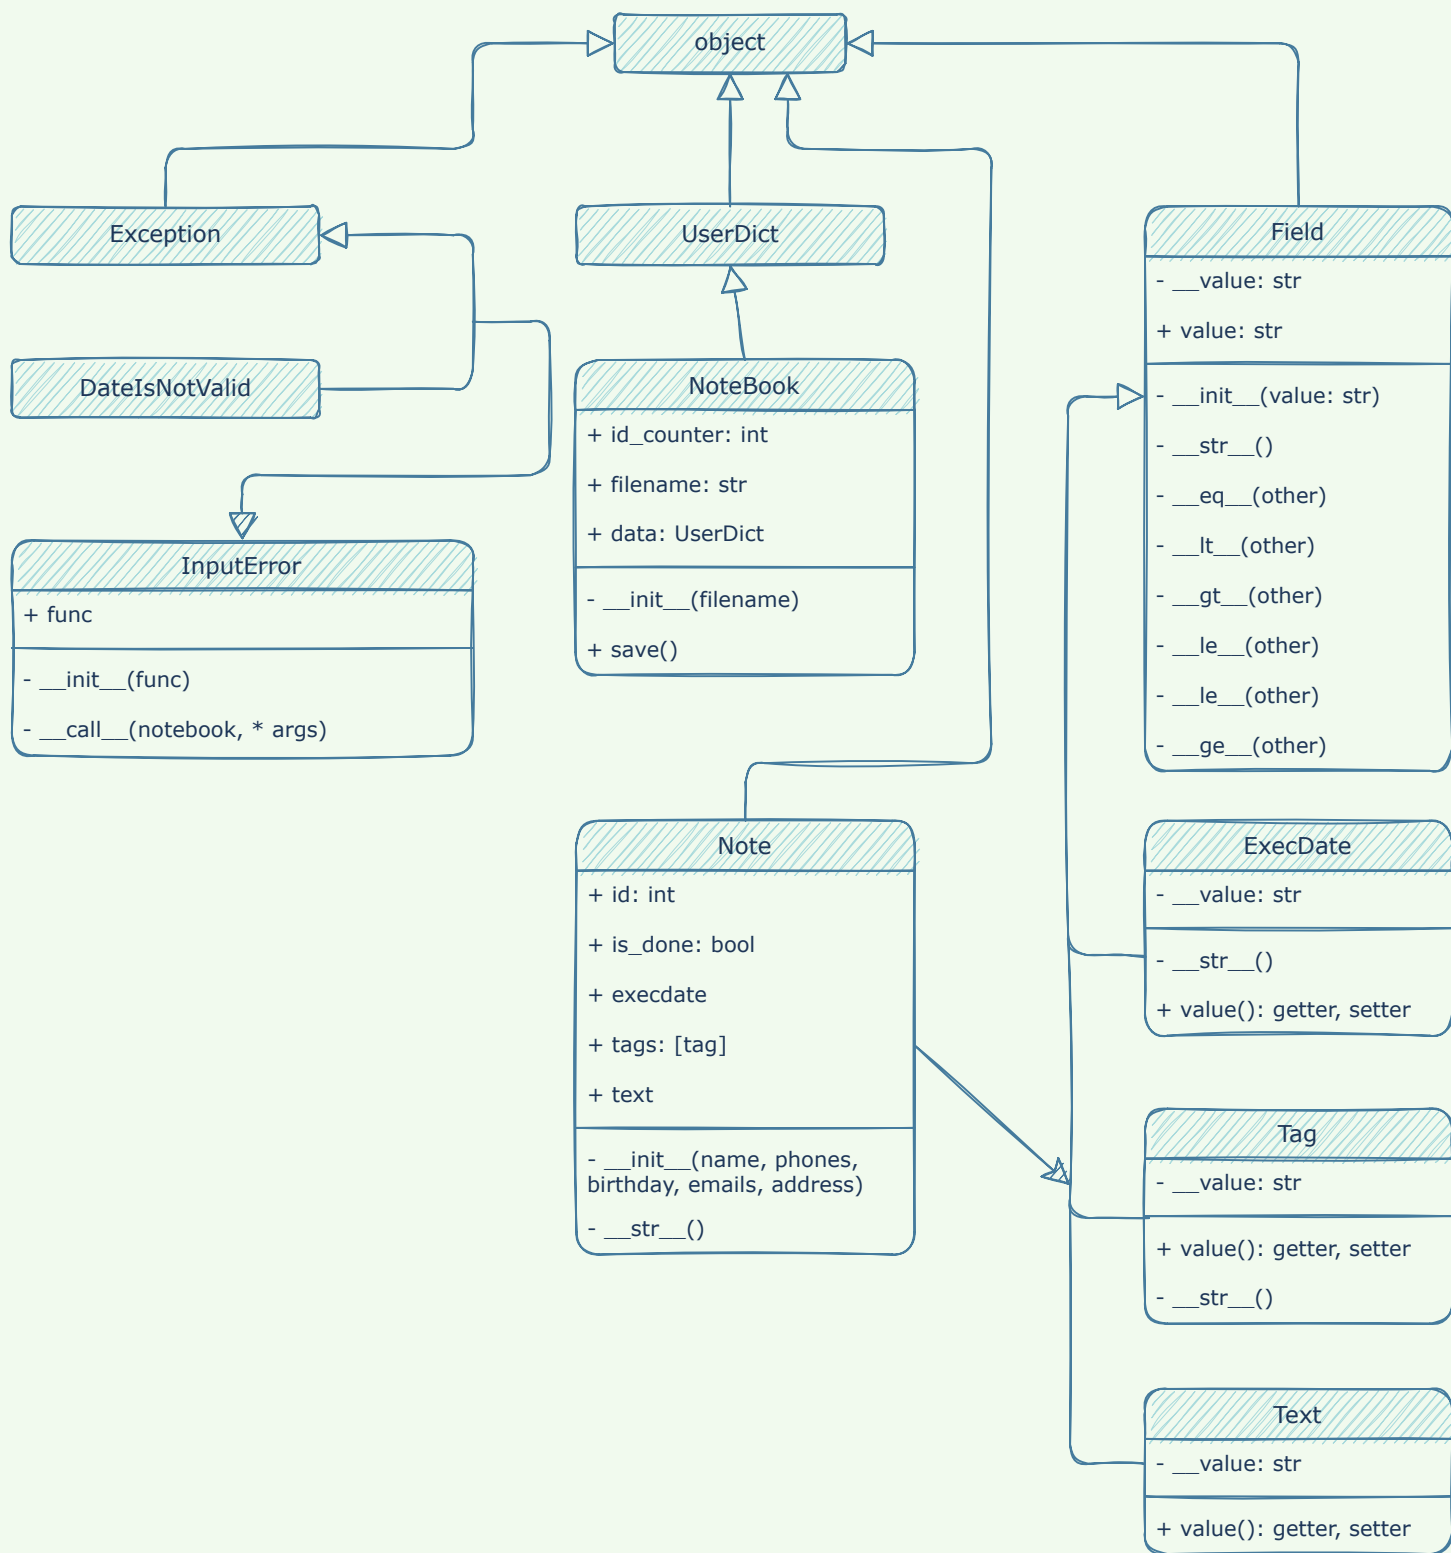 object
Exception
UserDict
Field
- __value: str
+ value: str
- __init__(value: str)
- __str__()
- __eq__(other)
- __lt__(other)
- __gt__(other)
- __le__(other)
- __le__(other)
- __ge__(other)
DateIsNotValid
NoteBook
+ id_counter: int
+ filename: str
+ data: UserDict
- __init__(filename)
+ save()
InputError
+ func
- __init__(func)
- __call__(notebook, * args)
Note
+ id: int
+ is_done: bool
+ execdate
+ tags: [tag]
+ text
- __init__(name, phones,
birthday, emails, address)
- __str__()
ExecDate
- __value: str
- __str__()
+ value(): getter, setter
Tag
- __value: str
+ value(): getter, setter
- __str__()
Text
- __value: str
+ value(): getter, setter